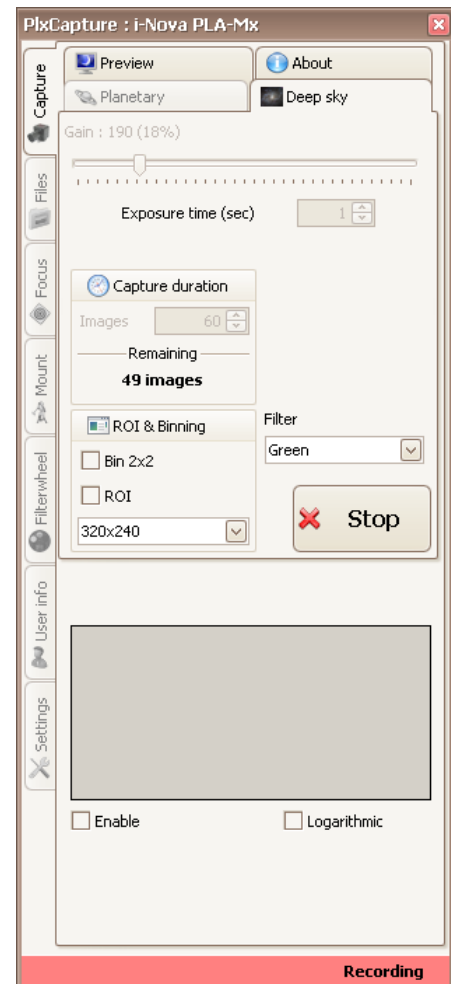 PlxCapture : i-Nova PLA-Mx
Capture
Files
Focus
Mount
Filterwheel
User info
Settings
Preview
About
Planetary
Deep sky
Gain : 190 (18%)
Exposure time (sec)
1
Capture duration
Images
60
Remaining
49 images
ROI & Binning
Bin 2x2
ROI
320x240
Filter
Green
Stop
Enable
Logarithmic
Recording